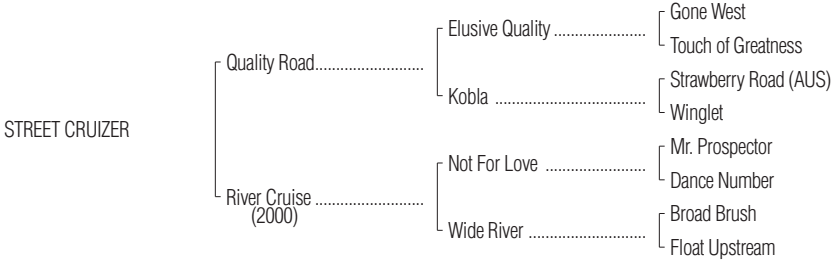 Gone West
Elusive Quality ......................
Touch of Greatness
Quality Road..........................
Strawberry Road (AUS)
Kobla ....................................
Winglet
STREET CRUIZER
Mr. Prospector
Not For Love ........................
Dance Number
River Cruise ..........................
(2000)
Broad Brush
Wide River ............................
Float Upstream